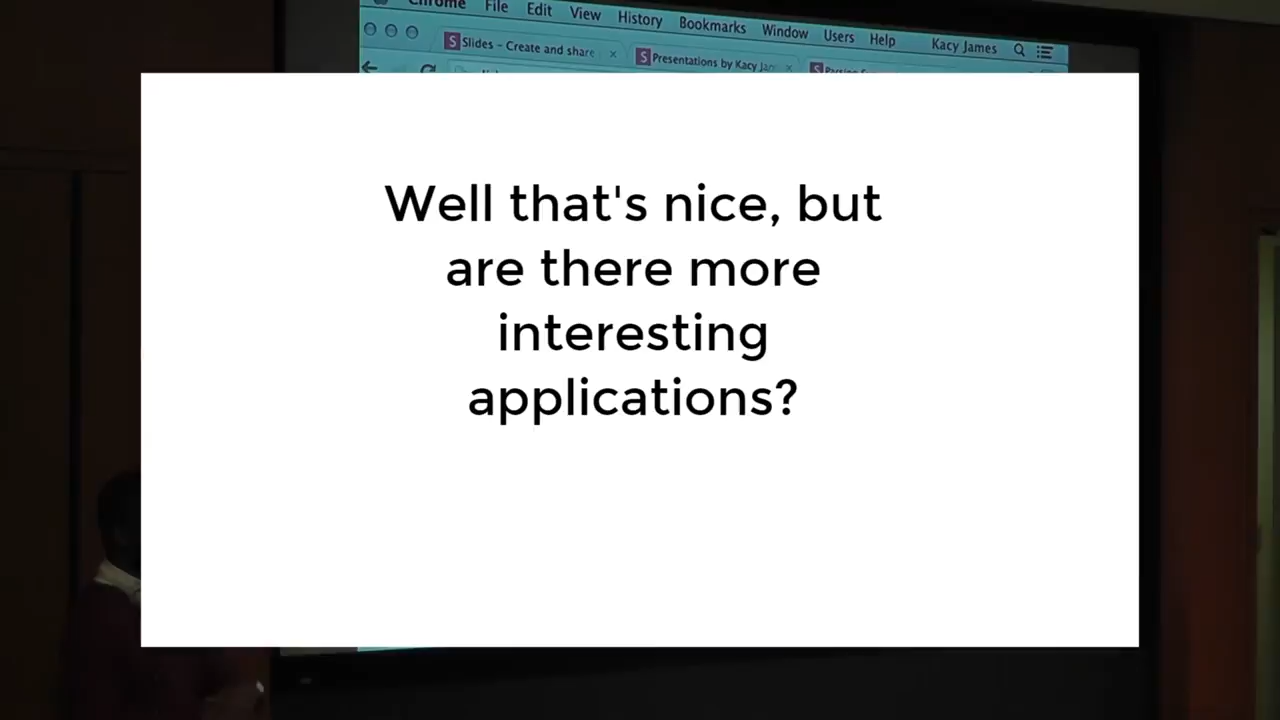 Chrome File Edit View History Bookmarks Window Users Help Kacy James
Slides - Create and share
Presentations by Kacy Jam
Well that's nice, but
are there more
interesting
applications?